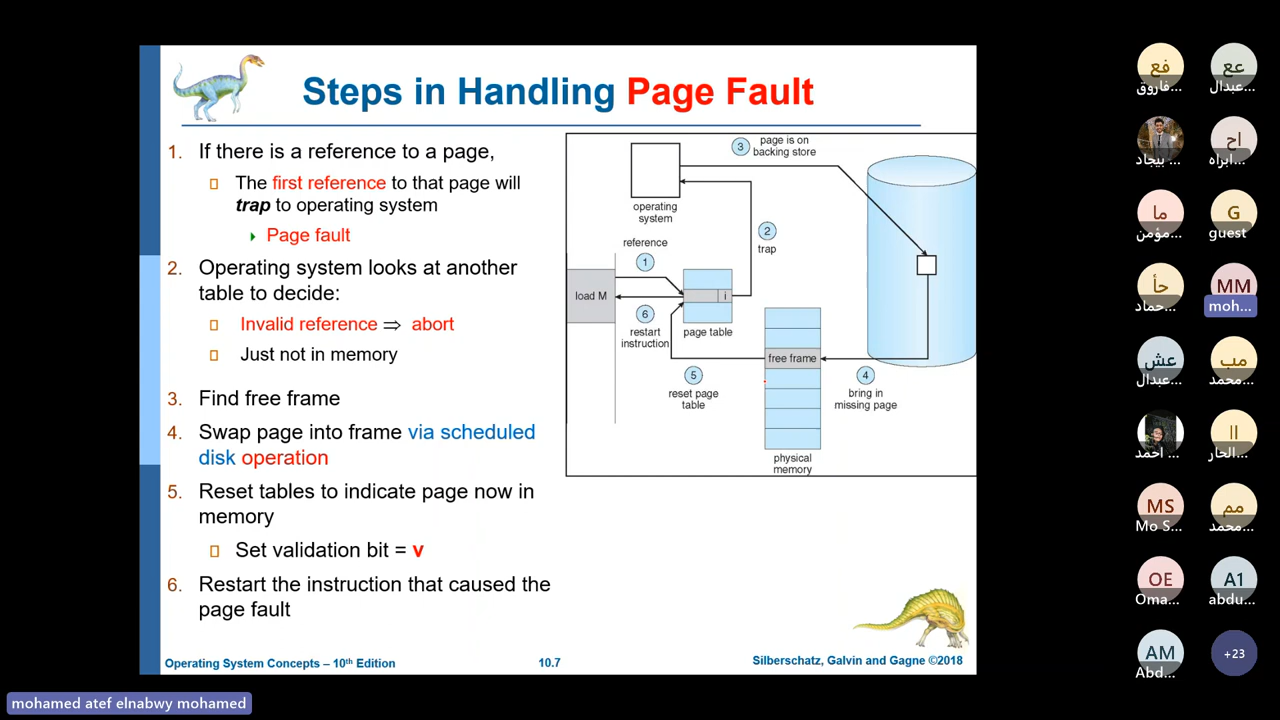 Steps in Handling Page Fault
1. If there is a reference to a page,
The first reference to that page will
trap to operating system
Page fault
2. Operating system looks at another
table to decide:
Invalid reference ⇒ abort
Just not in memory
3. Find free frame
4. Swap page into frame via scheduled
disk operation
5. Reset tables to indicate page now in
memory
Set validation bit = v
6. Restart the instruction that caused the
page fault
3
page is on
backing store
operating
system
2
trap
reference
1
load M
i
6
restart
instruction
page table
free frame
5
reset page
table
4
bring in
missing page
physical
memory
Operating System Concepts – 10th Edition
10.7
Silberschatz, Galvin and Gagne ©2018
فع
فاروق...
عع
عبدال...
بيجاد...
اح
ابراه...
ما
مؤمن...
G
guest
حأ
حماد...
MM
moh...
عش
عبدال...
مب
محمد...
احمد...
اا
الحار...
MS
Mo S...
مم
محمد...
OE
Oma...
A1
abdu...
AM
Abd...
+23
mohamed atef elnabwy mohamed